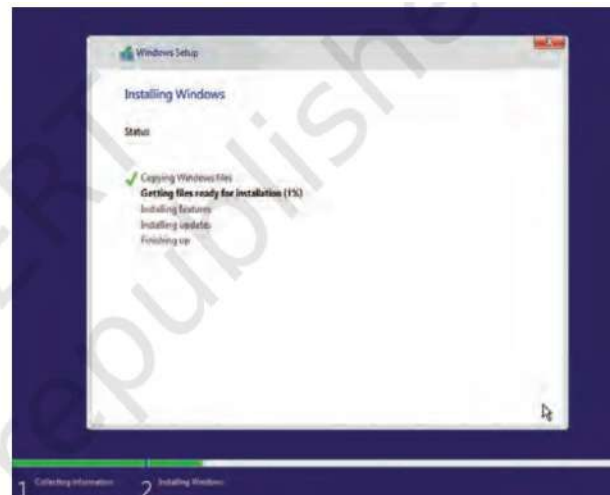 Windows Setup
Installing Windows
Status
Copying Windows files
Getting files ready for installation (1%)
Installing features
Installing updates
Finishing up
1 Collecting information 2 Installing Windows